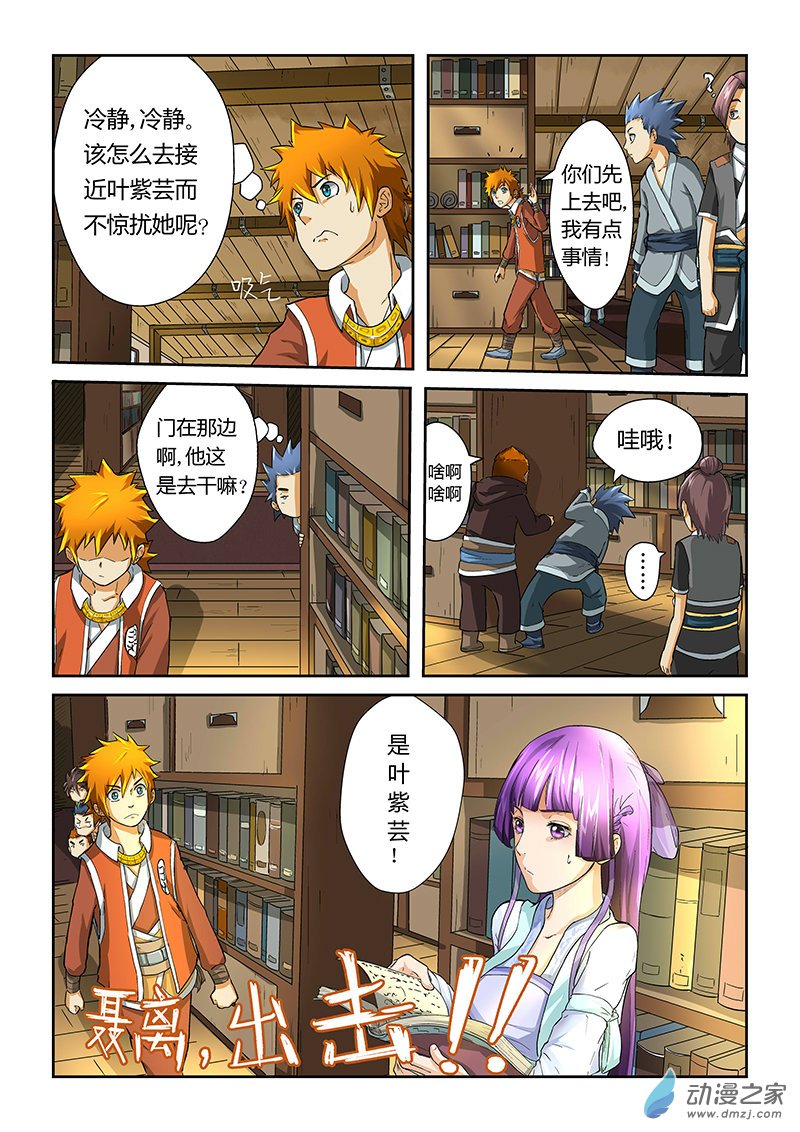 冷静,冷静。
该怎么去接
近叶紫芸而
不惊扰她呢?
吸气
?
你们先
上去吧,
我有点
事情!
门在那边
啊,他这
是去干嘛?
啥啊
啥啊
哇哦!
……
是叶紫芸!
聂离,出击!!
动漫之家
www.dmzj.com